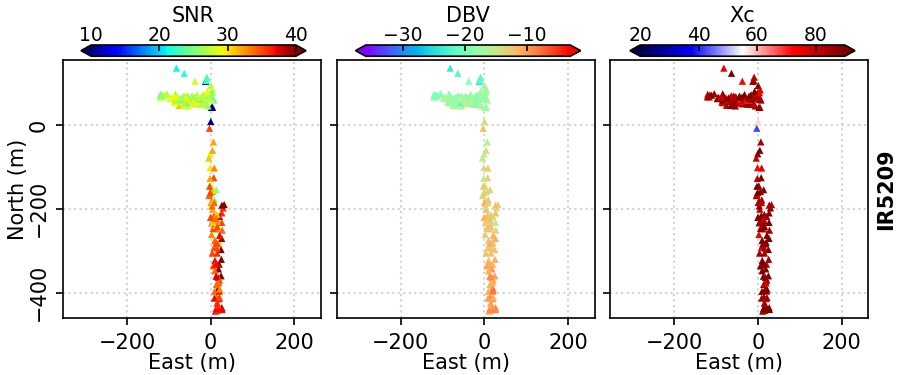 SNR DBV Xc
10 20 30 40 −30 −20 −10 20 40 60 80
North (m)
0
−200
−400
IR5209
−200 0 200 −200 0 200 −200 0 200
East (m) East (m) East (m)